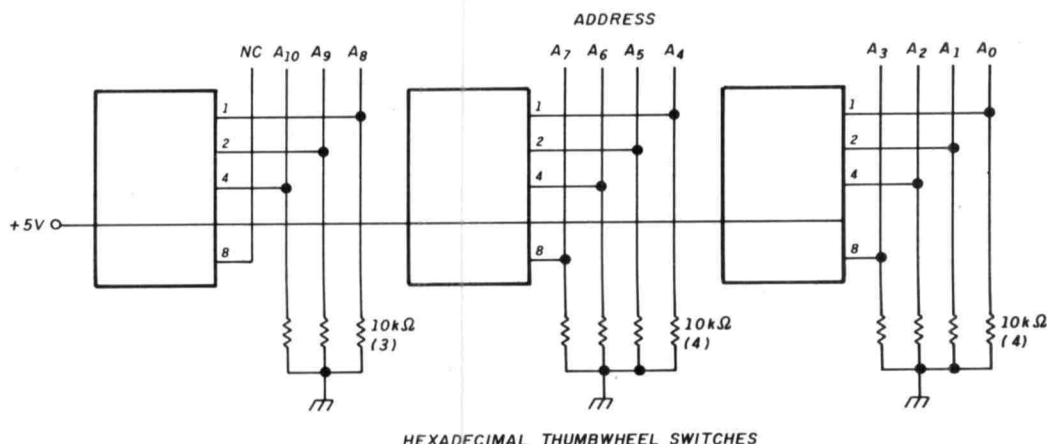 ADDRESS
NC A10 A9 A8
A7 A6 A5 A4
A3 A2 A1 A0
1
2
4
8
1
2
4
8
1
2
4
8
+5V
10kΩ
(3)
10kΩ
(4)
10kΩ
(4)
HEXADECIMAL THUMBWHEEL SWITCHES